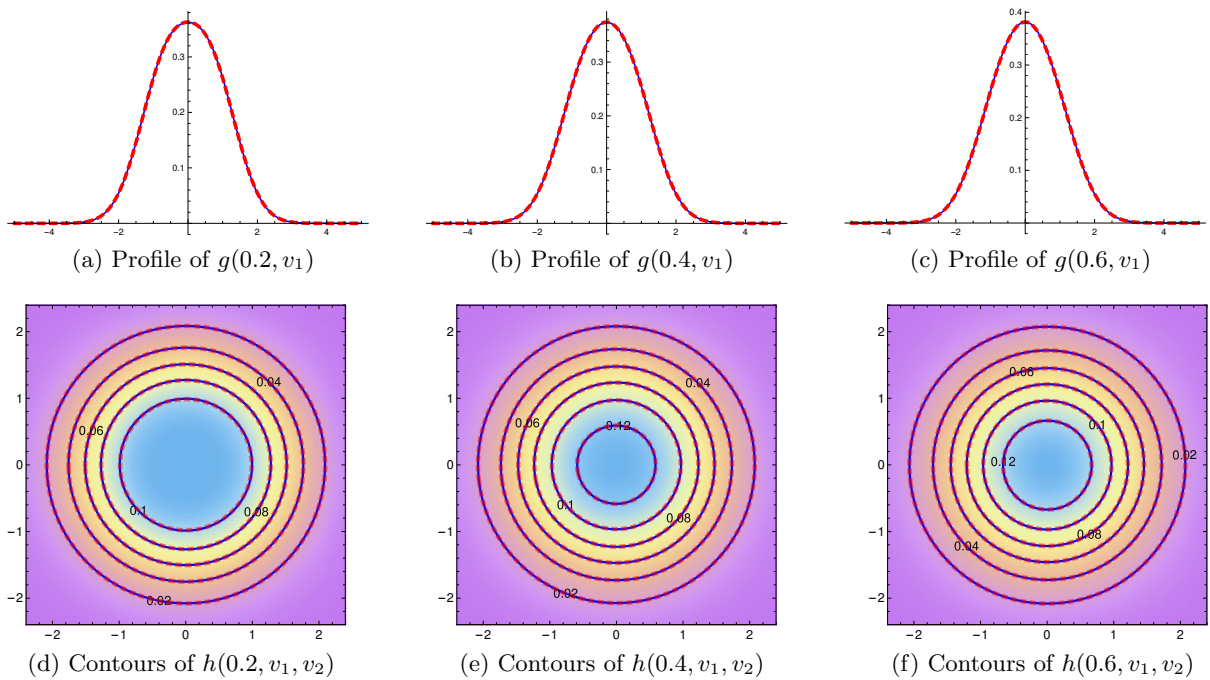 0.4
0.3 0.3 0.3
0.2 0.2 0.2
0.1 0.1 0.1
-4 -2 0 2 4 -4 -2 0 2 4 -4 -2 0 2 4
(a) Profile of g(0.2, v₁) (b) Profile of g(0.4, v₁) (c) Profile of g(0.6, v₁)
2 2 2
0.04 0.04 0.06
1 1 1
0.06 0.06 0.12 0.1
0 0 0 0.12 0.02
0.1 0.08 0.1 0.08 0.08
−1 −1 −1 0.04
−2 0.02 −2 0.02 −2
−2 −1 0 1 2 −2 −1 0 1 2 −2 −1 0 1 2
(d) Contours of h(0.2, v₁, v₂) (e) Contours of h(0.4, v₁, v₂) (f) Contours of h(0.6, v₁, v₂)